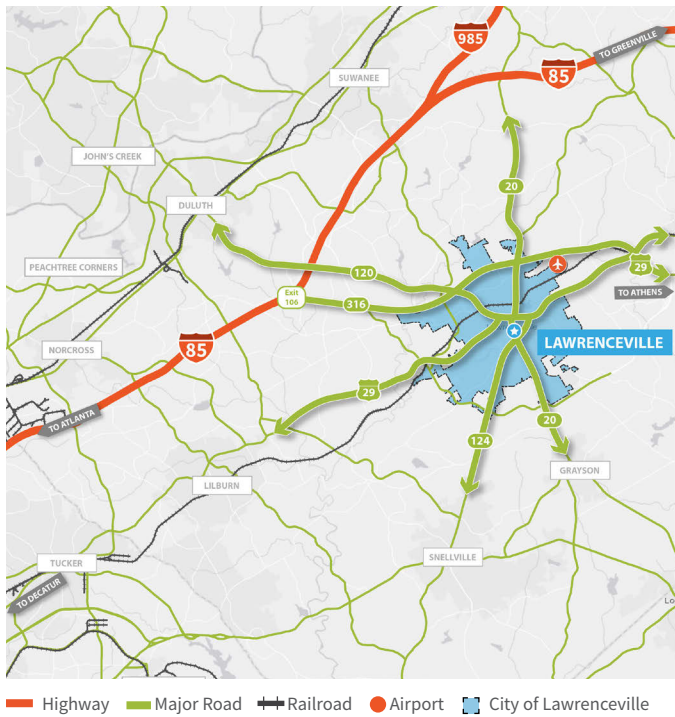 985
TO GREENVILLE
85
SUWANEE
JOHN'S CREEK
20
DULUTH
PEACHTREE CORNERS
120
29
TO ATHENS
Exit
106
316
LAWRENCEVILLE
85
NORCROSS
29
TO ATLANTA
20
124
GRAYSON
LILBURN
SNELLVILLE
TUCKER
TO DECATUR
Highway
Major Road
Railroad
Airport
City of Lawrenceville